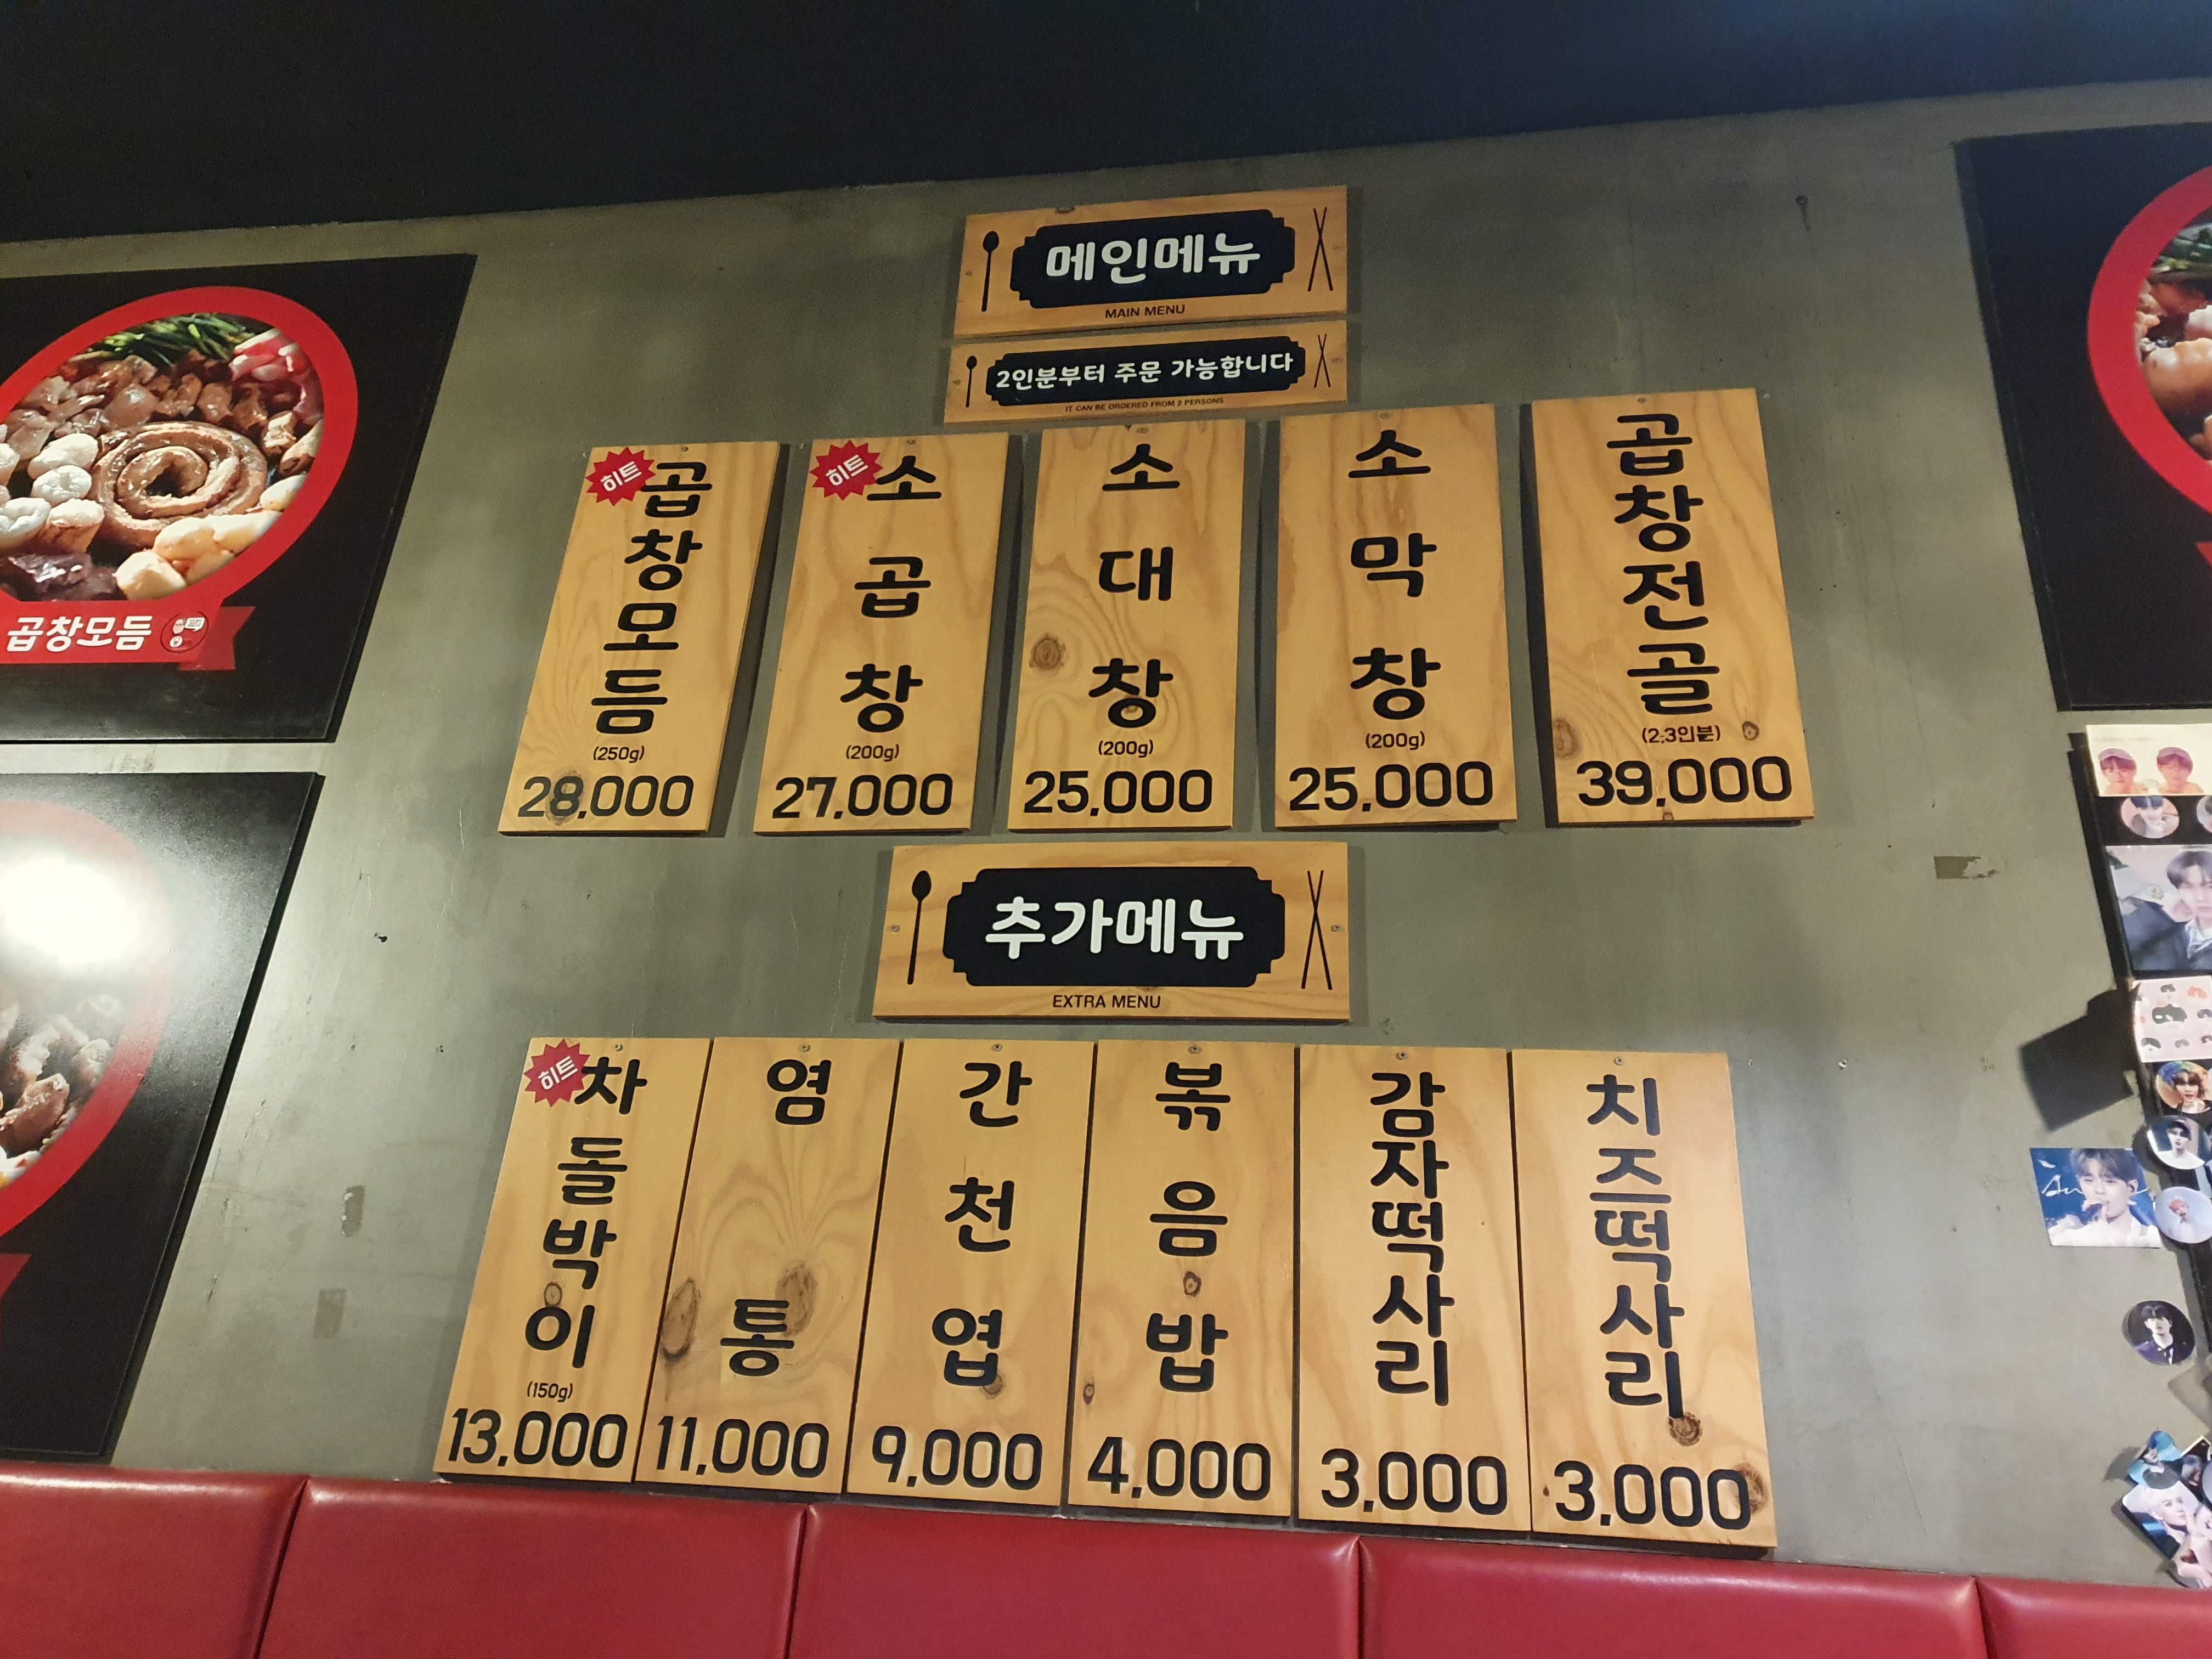 메인메뉴
MAIN MENU
2인분부터 주문 가능합니다
IT CAN BE ORDERED FROM 2 PERSONS
히트
곱창모듬
(250g)
28,000
히트
소곱창
(200g)
27,000
소대창
(200g)
25,000
소막창
(200g)
25,000
곱창전골
(2.3인분)
39,000
곱창모듬
추가메뉴
EXTRA MENU
히트
차돌박이
(150g)
13,000
염통
11,000
간천엽
9,000
볶음밥
4,000
감자떡사리
3,000
치즈떡사리
3,000